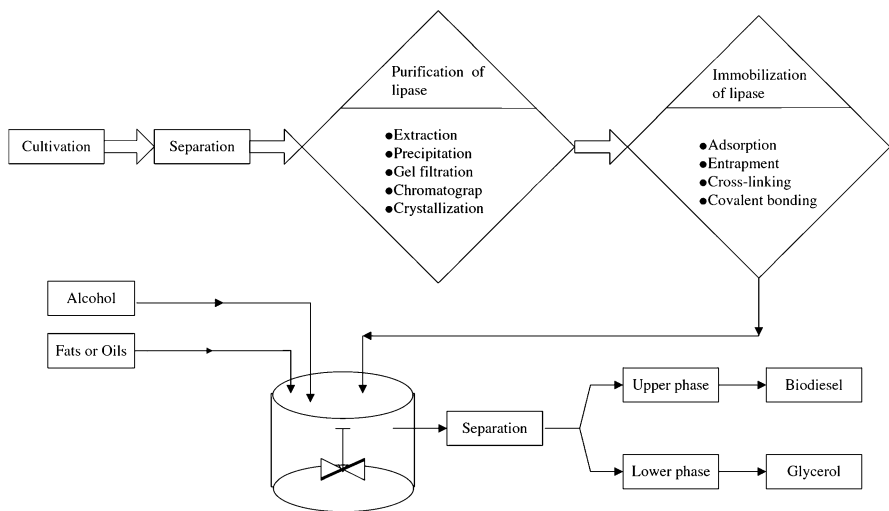 Cultivation
Separation
Purification of
lipase
●Extraction
●Precipitation
●Gel filtration
●Chromatograp
●Crystallization
Immobilization
of lipase
●Adsorption
●Entrapment
●Cross-linking
●Covalent bonding
Alcohol
Fats or Oils
Separation
Upper phase
Biodiesel
Lower phase
Glycerol